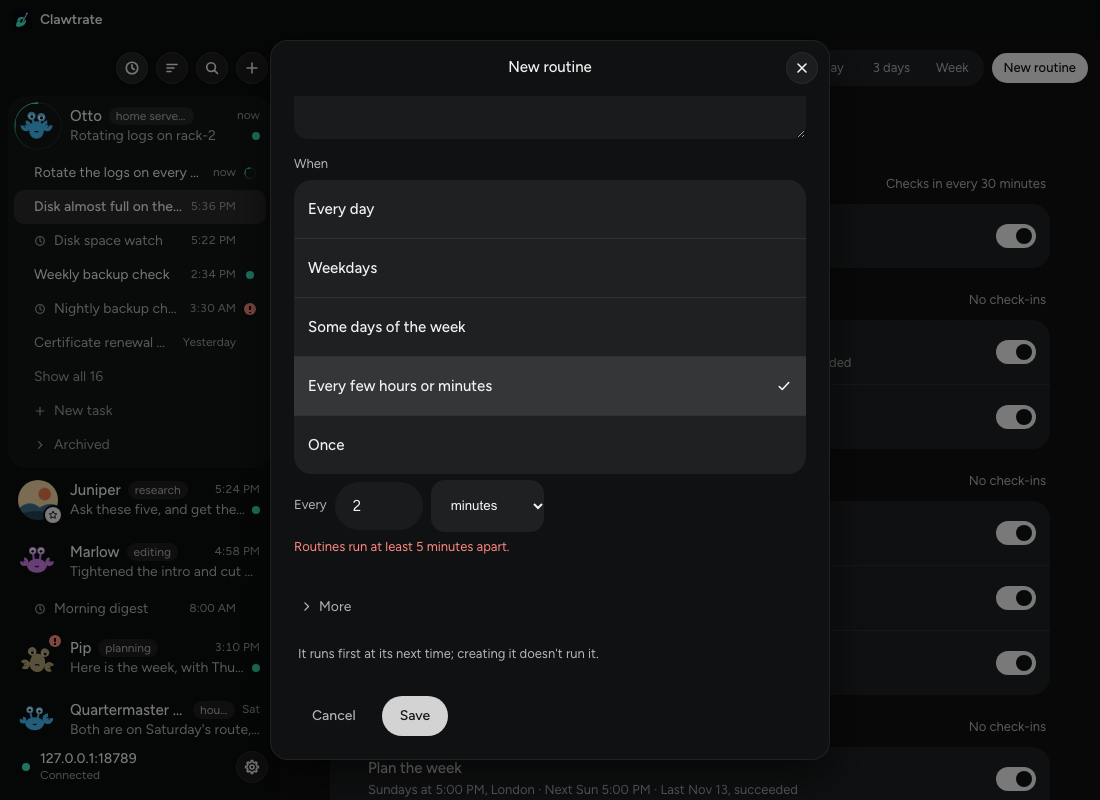 Clawtrate
New routine
ay
3 days
Week
New routine
Otto
home serve...
now
Rotating logs on rack-2
Rotate the logs on every ...
now
Disk almost full on the...
5:36 PM
Disk space watch
5:22 PM
Weekly backup check
2:34 PM
Nightly backup ch...
3:30 AM
Certificate renewal ...
Yesterday
Show all 16
New task
Archived
Juniper
research
5:24 PM
Ask these five, and get the...
Marlow
editing
4:58 PM
Tightened the intro and cut ...
Morning digest
8:00 AM
Pip
planning
3:10 PM
Here is the week, with Thu...
Quartermaster ...
hou...
Sat
Both are on Saturday's route,...
127.0.0.1:18789
Connected
When
Every day
Weekdays
Some days of the week
Every few hours or minutes
Once
Every
2
minutes
Routines run at least 5 minutes apart.
More
It runs first at its next time; creating it doesn't run it.
Cancel
Save
Checks in every 30 minutes
No check-ins
ded
No check-ins
No check-ins
Plan the week
Sundays at 5:00 PM, London · Next Sun 5:00 PM · Last Nov 13, succeeded